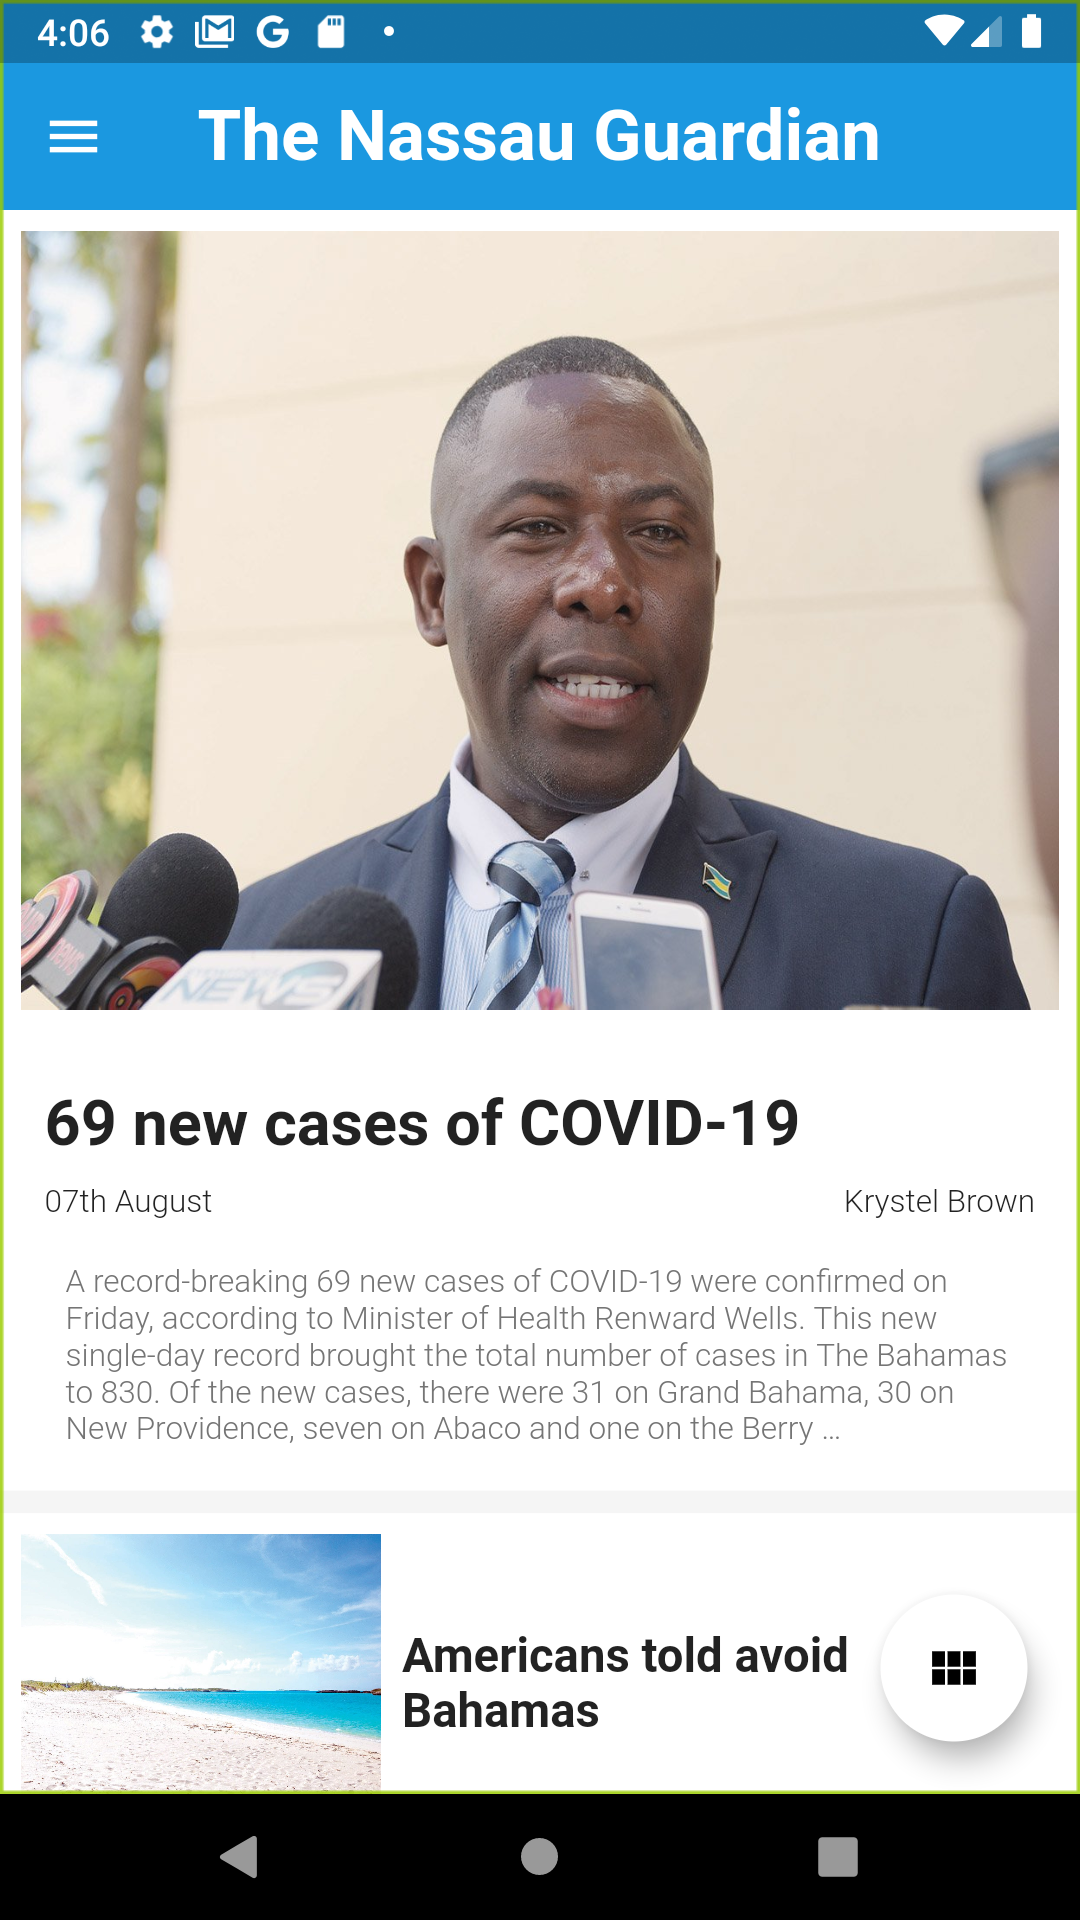 4:06
The Nassau Guardian
news
NEWS
69 new cases of COVID-19
07th August
Krystel Brown
A record-breaking 69 new cases of COVID-19 were confirmed on
Friday, according to Minister of Health Renward Wells. This new
single-day record brought the total number of cases in The Bahamas
to 830. Of the new cases, there were 31 on Grand Bahama, 30 on
New Providence, seven on Abaco and one on the Berry ...
Americans told avoid
Bahamas